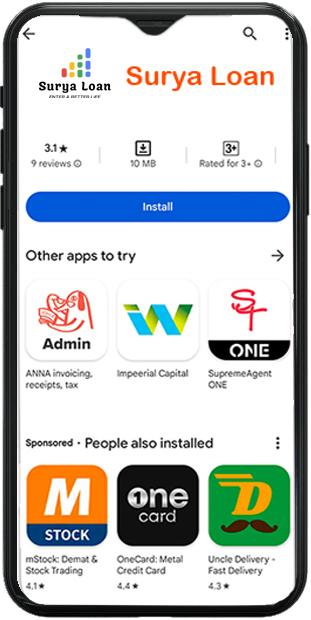 Surya Loan
Surya Loan
ENTER A BETTER LIFE
3.1★
9 reviews
10 MB
3+
Rated for 3+
Install
Other apps to try
Admin
iw
ST
ONE
ANNA invoicing,
receipts, tax
Impeerial Capital
SupremeAgent
ONE
Sponsored · People also installed
M
STOCK
1one
card
D
mStock: Demat &
Stock Trading
OneCard: Metal
Credit Card
Uncle Delivery -
Fast Delivery
4.1★
4.4★
4.3★